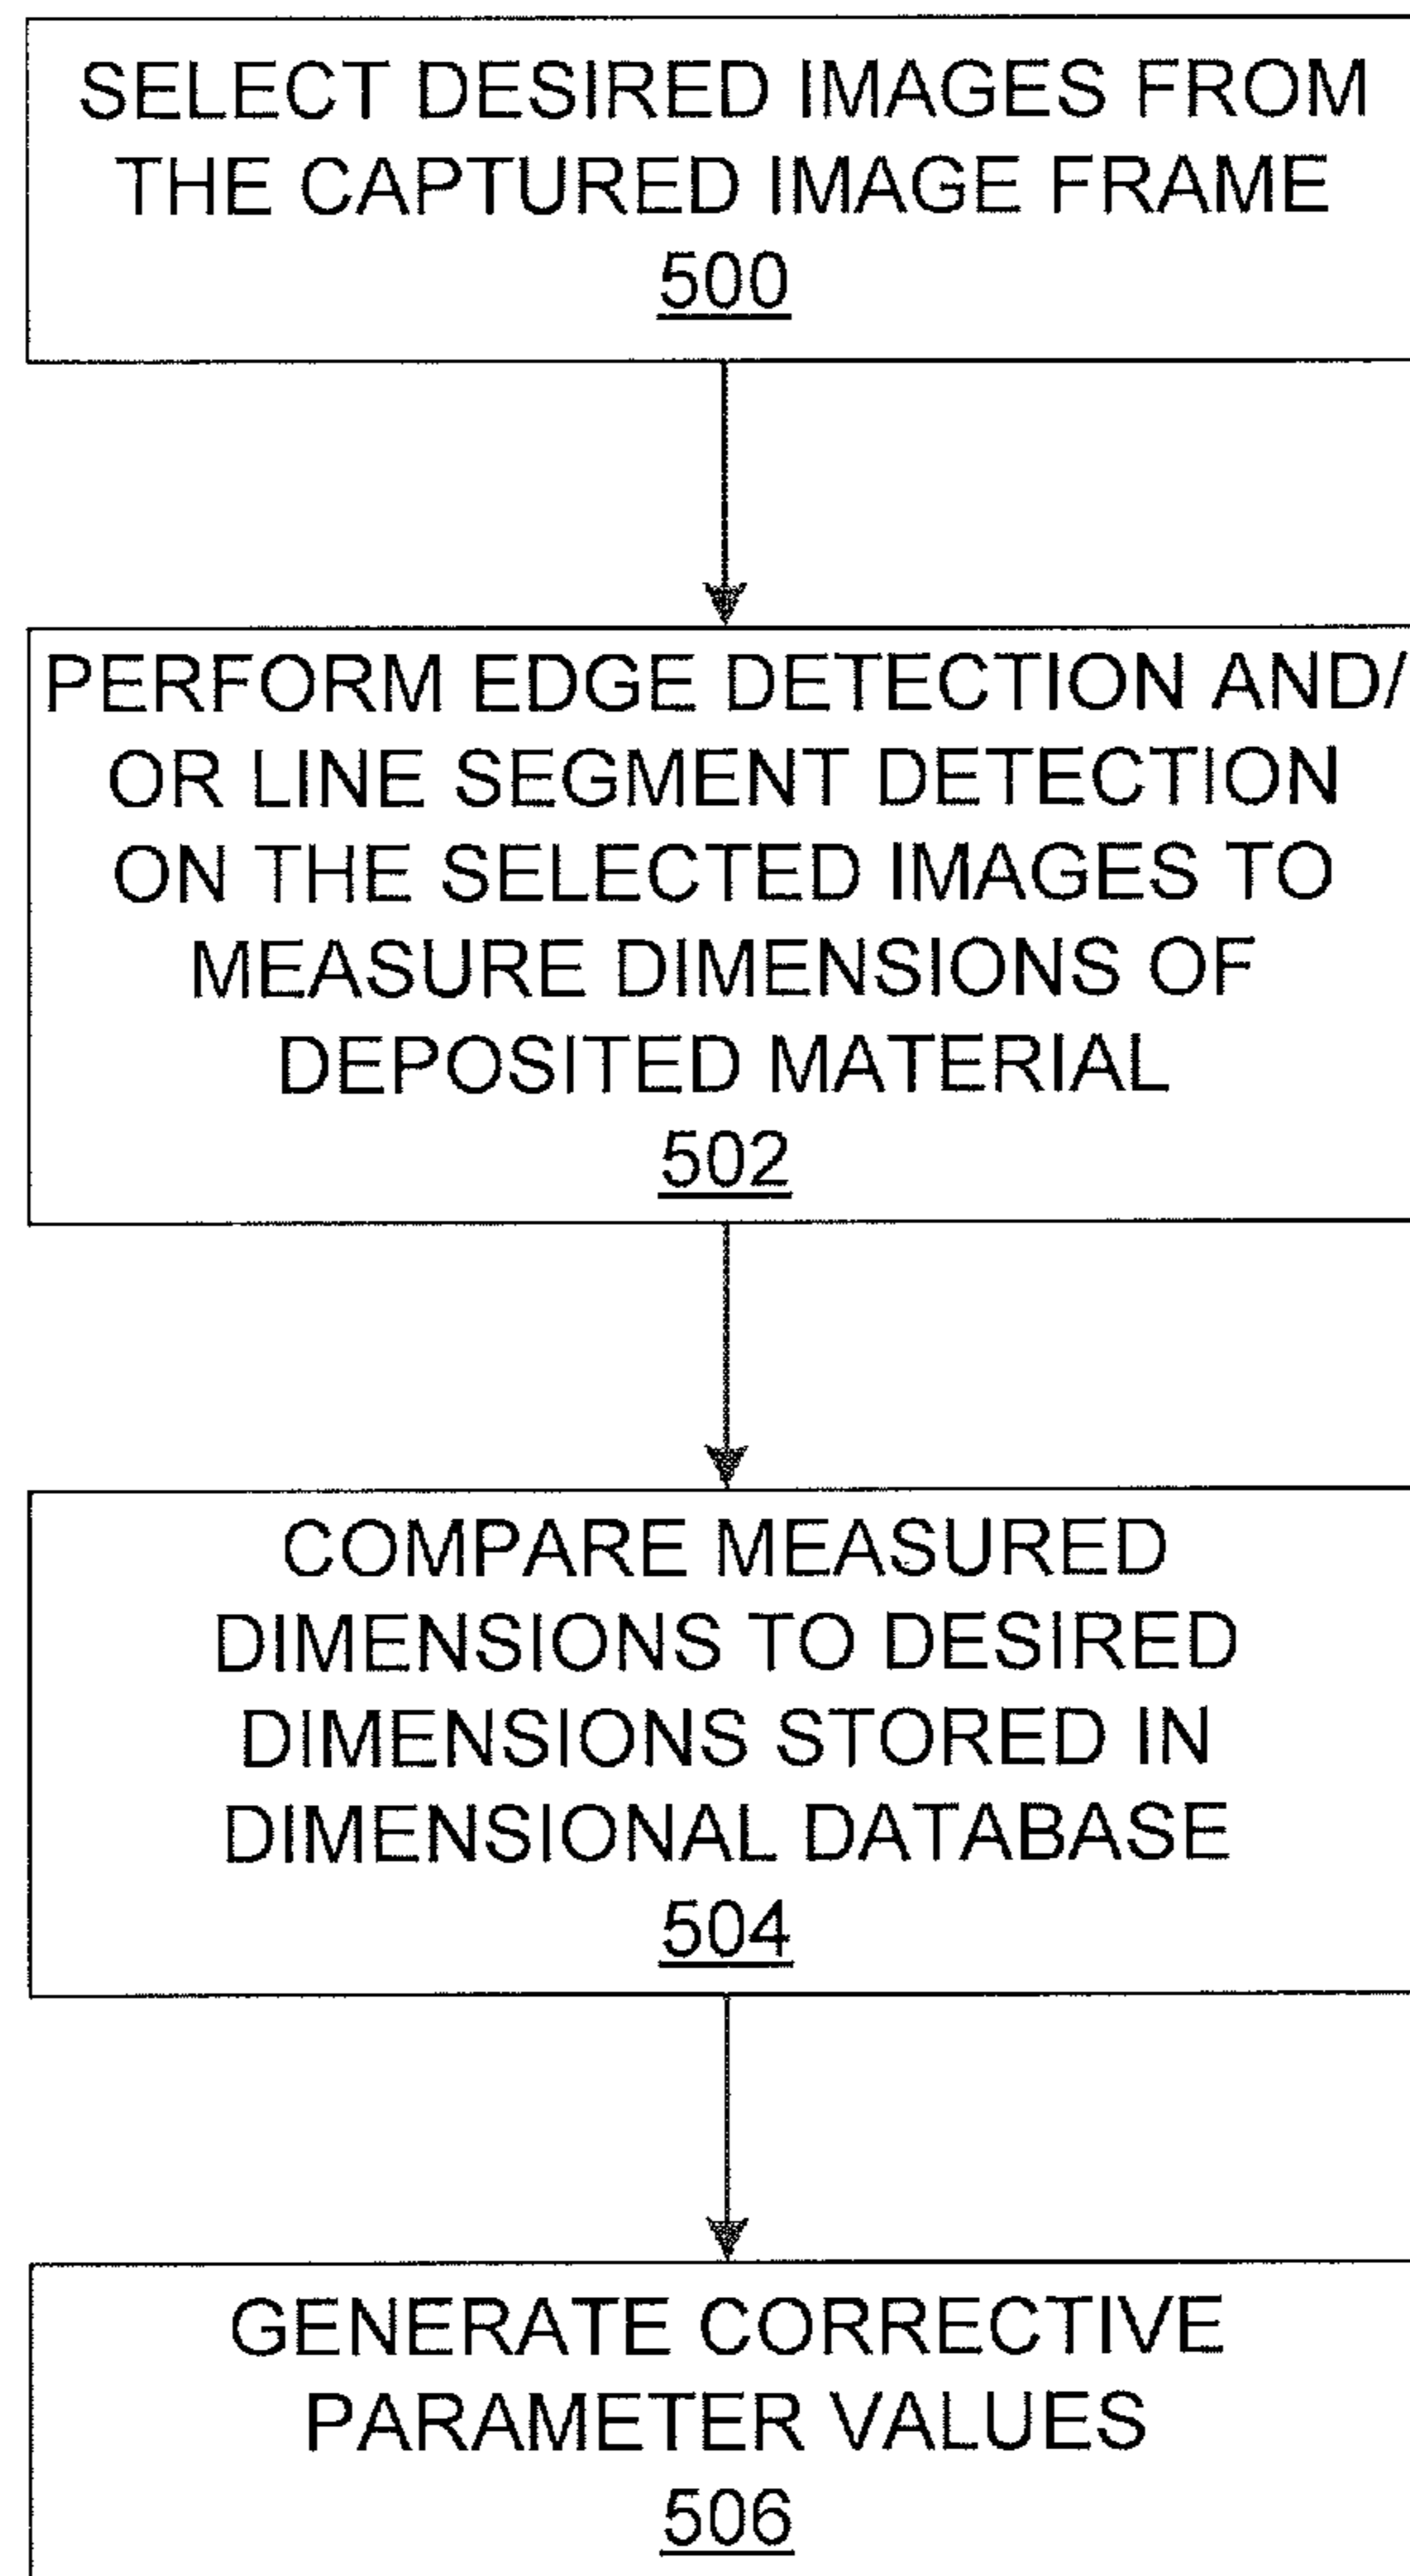 SELECT DESIRED IMAGES FROM
THE CAPTURED IMAGE FRAME
500
PERFORM EDGE DETECTION AND/
OR LINE SEGMENT DETECTION
ON THE SELECTED IMAGES TO
MEASURE DIMENSIONS OF
DEPOSITED MATERIAL
502
COMPARE MEASURED
DIMENSIONS TO DESIRED
DIMENSIONS STORED IN
DIMENSIONAL DATABASE
504
GENERATE CORRECTIVE
PARAMETER VALUES
506